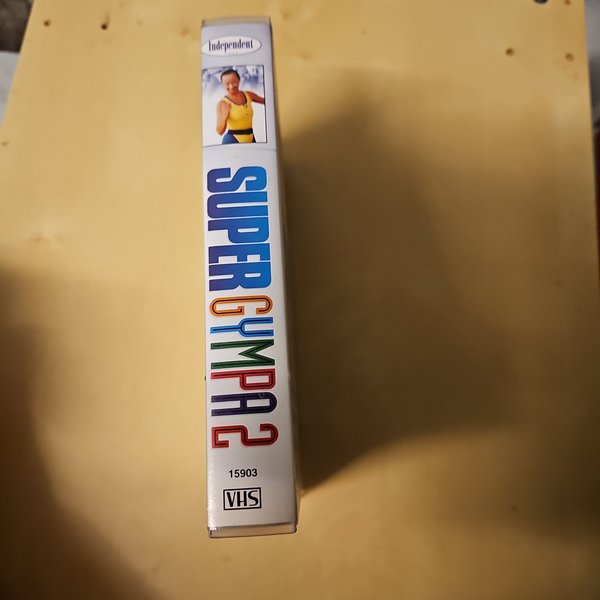 Independent
SUPER GYMPA 2
15903
VHS